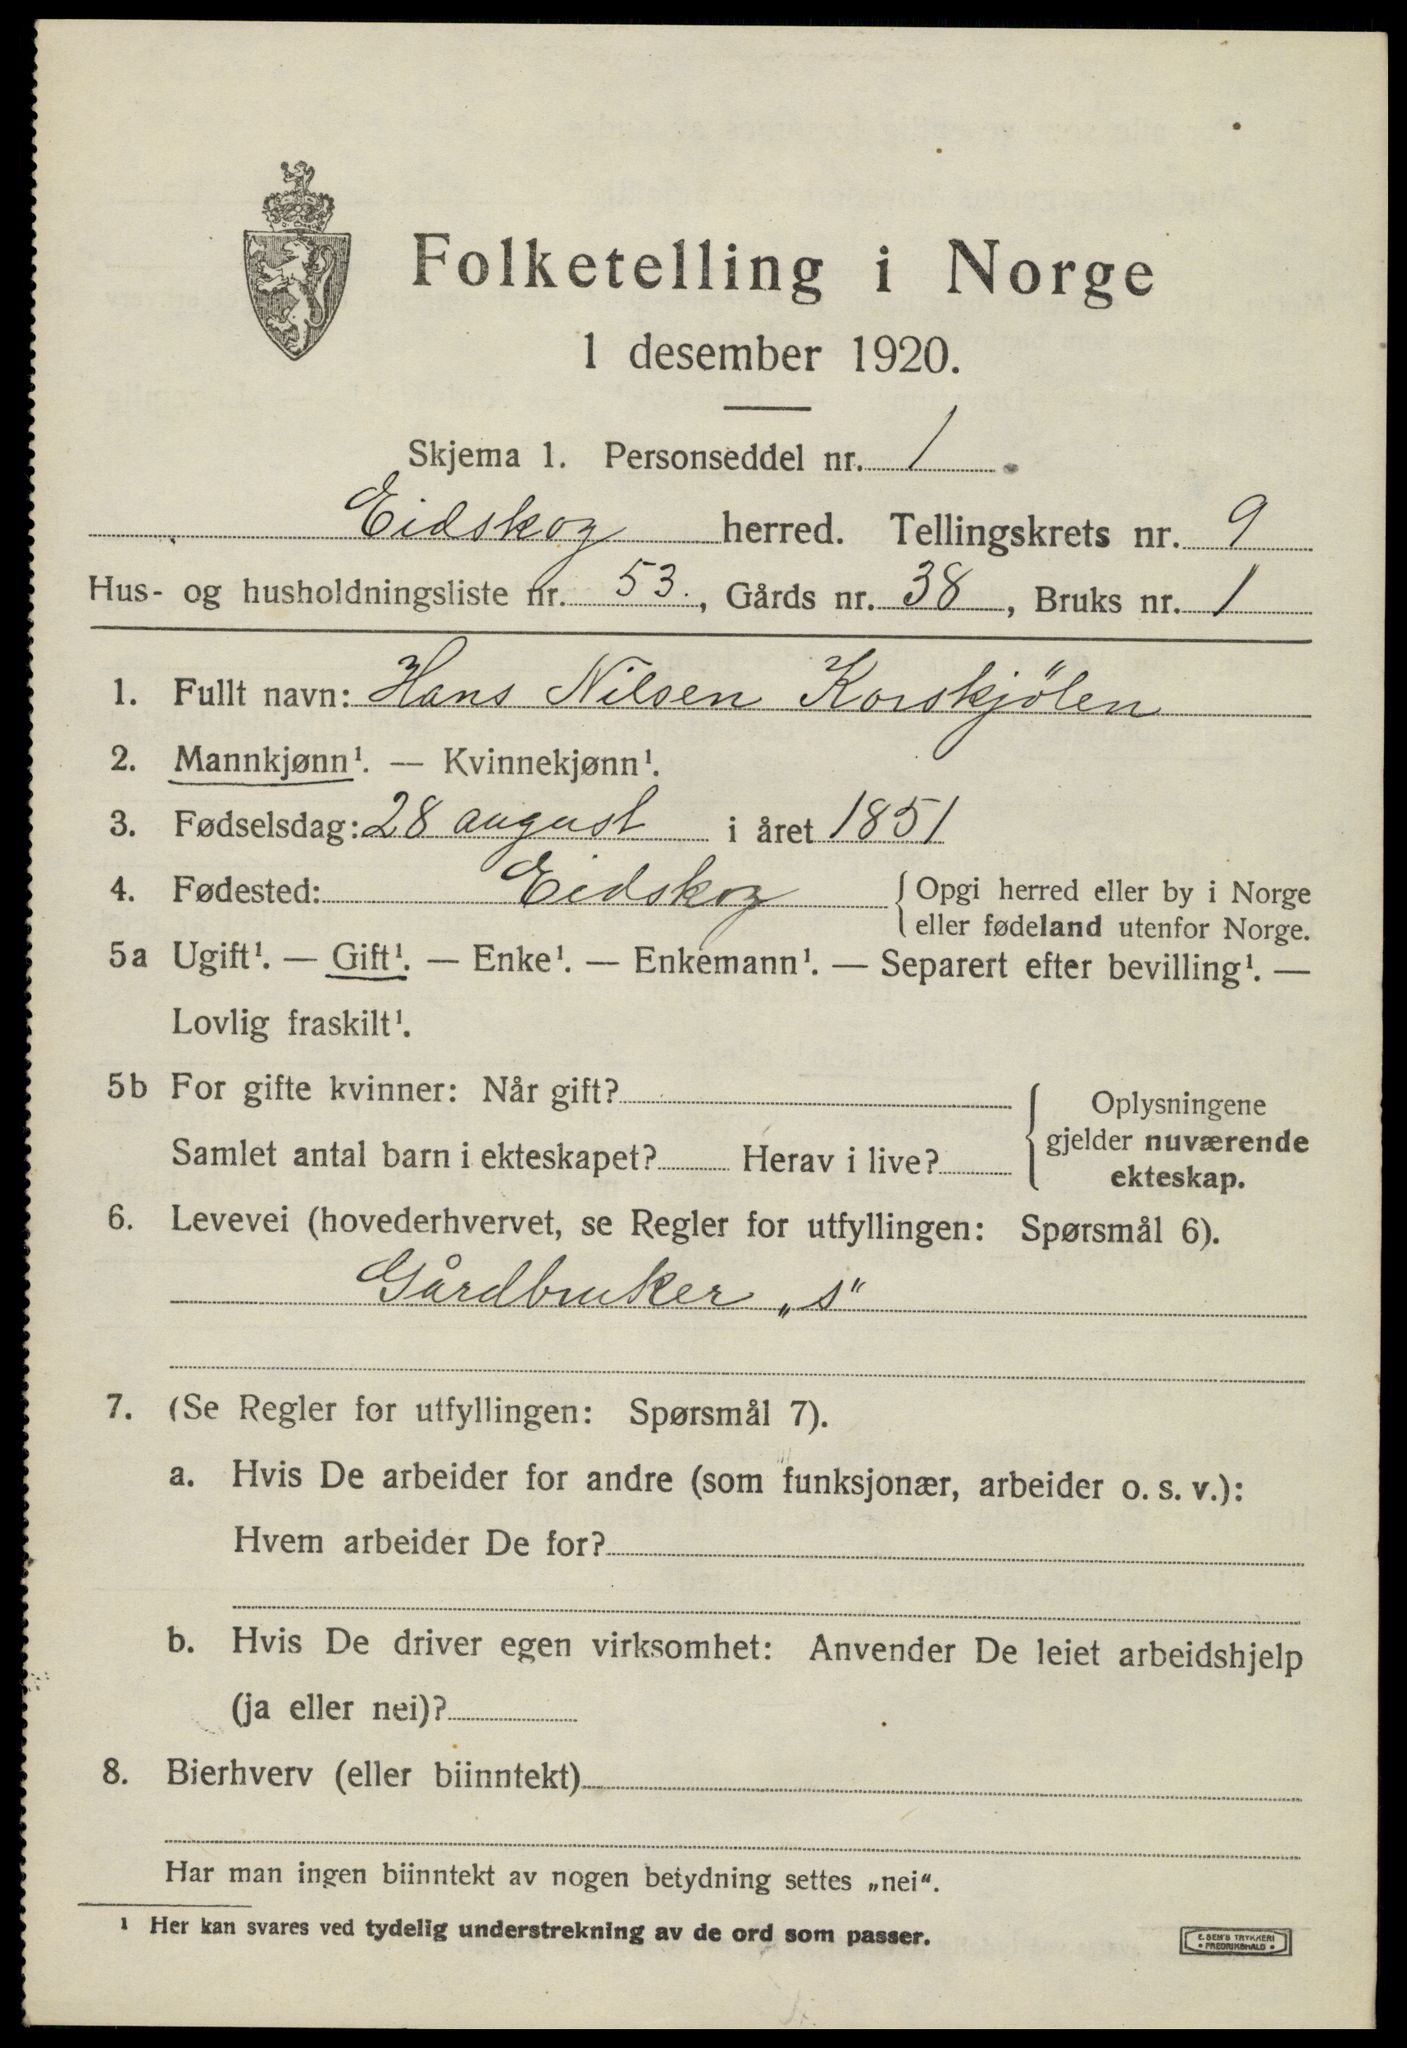 Folketelling i Norge
1 desember 1920.
Skjema 1. Personseddel nr. 1.
Eidskog herred. Tellingskrets nr. 9
Hus- og husholdningsliste nr. 53., Gårds nr. 38, Bruks nr. 1
1. Fullt navn: Hans Nilsen Korskjölen
2. Mannkjønn¹. — Kvinnekjønn¹.
3. Fødselsdag: 28 august i året 1851
4. Fødested: Eidskog { Opgi herred eller by i Norge
eller fødeland utenfor Norge.
5a Ugift¹. — Gift¹. — Enke¹. — Enkemann¹. — Separert efter bevilling¹. —
Lovlig fraskilt¹.
5b For gifte kvinner: Når gift?
Samlet antal barn i ekteskapet? Herav i live?
Oplysningene
gjelder nuværende
ekteskap.
6. Levevei (hovederhvervet, se Regler for utfyllingen: Spørsmål 6).
Gårdbruker „s“
7. (Se Regler for utfyllingen: Spørsmål 7).
a. Hvis De arbeider for andre (som funksjonær, arbeider o. s. v.):
Hvem arbeider De for?
b. Hvis De driver egen virksomhet: Anvender De leiet arbeidshjelp
(ja eller nei)?
8. Bierhverv (eller biinntekt)
Har man ingen biinntekt av nogen betydning settes „nei“.
¹ Her kan svares ved tydelig understrekning av de ord som passer.
E. SEM'S TRYKKERI
• FREDRIKSHALD •